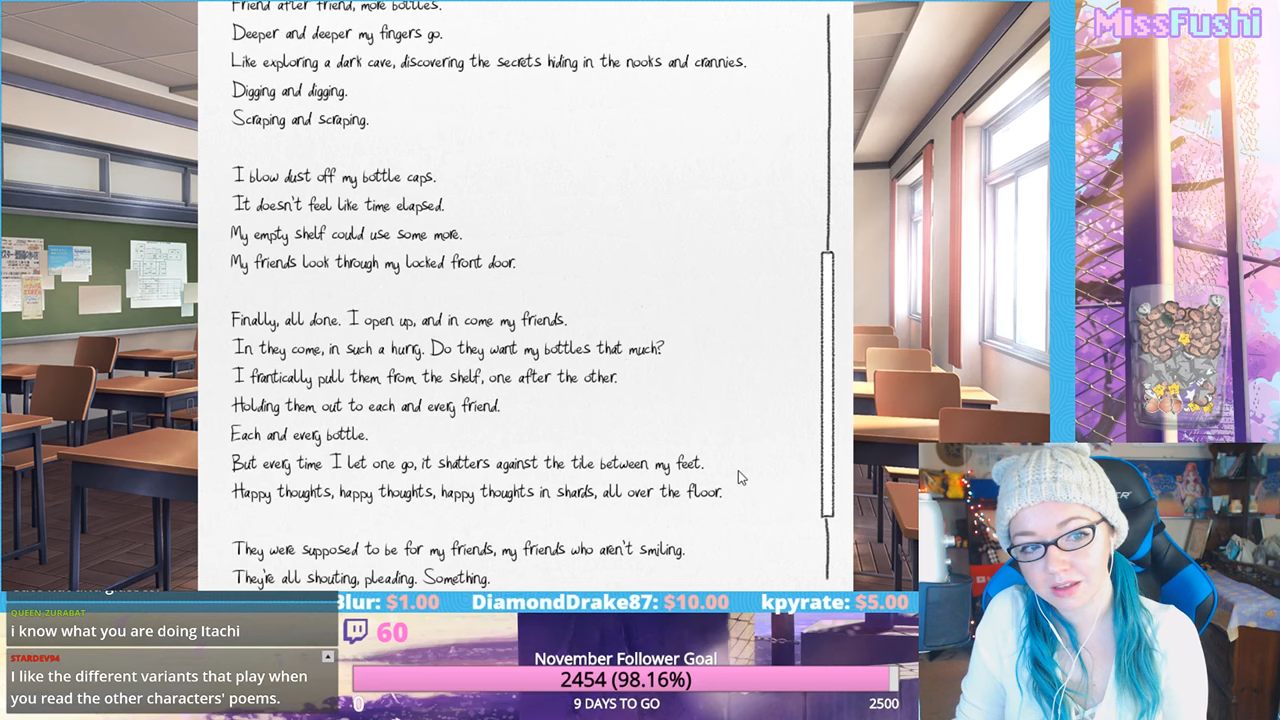 Friend after friend, more bottles.
MissFushi
Deeper and deeper my fingers go.
Like exploring a dark cave, discovering the secrets hiding in the nooks and crannies.
Digging and digging.
Scraping and scraping.
I blow dust off my bottle caps.
It doesn't feel like time elapsed.
My empty shelf could use some more.
My friends look through my locked front door.
Finally, all done. I open up, and in come my friends.
In they come, in such a hurry. Do they want my bottles that much?
I frantically pull them from the shelf, one after the other.
Holding them out to each and every friend.
Each and every bottle.
But every time I let one go, it shatters against the tile between my feet.
Happy thoughts, happy thoughts, happy thoughts in shards, all over the floor.
They were supposed to be for my friends, my friends who aren't smiling.
They're all shouting, pleading. Something.
QUEEN_ZURABAT
i know what you are doing Itachi
STARDEV94
I like the different variants that play when
you read the other characters' poems.
Blur: $1.00 DiamondDrake87: $10.00 kpyrate: $5.00
60
November Follower Goal
2454 (98.16%)
0 9 DAYS TO GO 2500